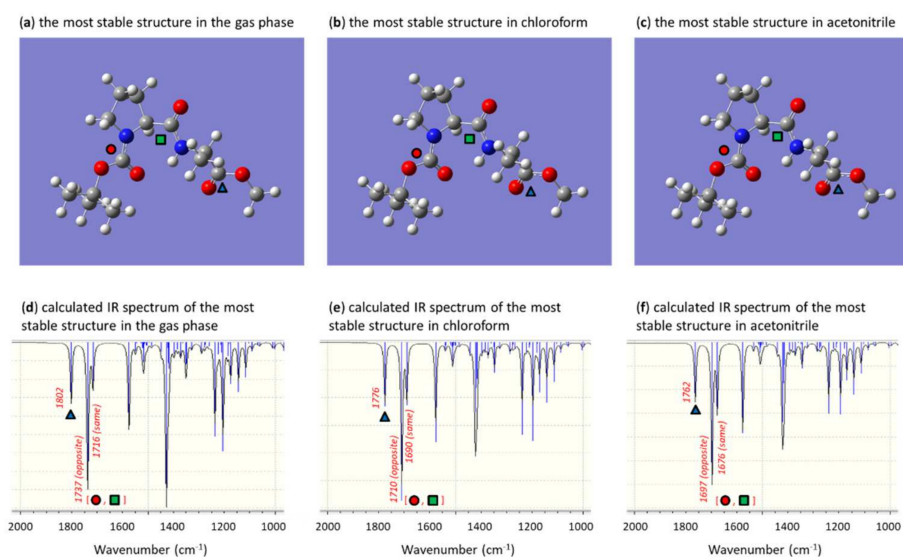 (a) the most stable structure in the gas phase
(b) the most stable structure in chloroform
(c) the most stable structure in acetonitrile
(d) calculated IR spectrum of the most
stable structure in the gas phase
1802
1737 (opposite)
1716 (same)
2000 1800 1600 1400 1200 1000
Wavenumber (cm⁻¹)
(e) calculated IR spectrum of the most
stable structure in chloroform
1776
1710 (opposite)
1690 (same)
2000 1800 1600 1400 1200 1000
Wavenumber (cm⁻¹)
(f) calculated IR spectrum of the most
stable structure in acetonitrile
1762
1697 (opposite)
1676 (same)
2000 1800 1600 1400 1200 1000
Wavenumber (cm⁻¹)